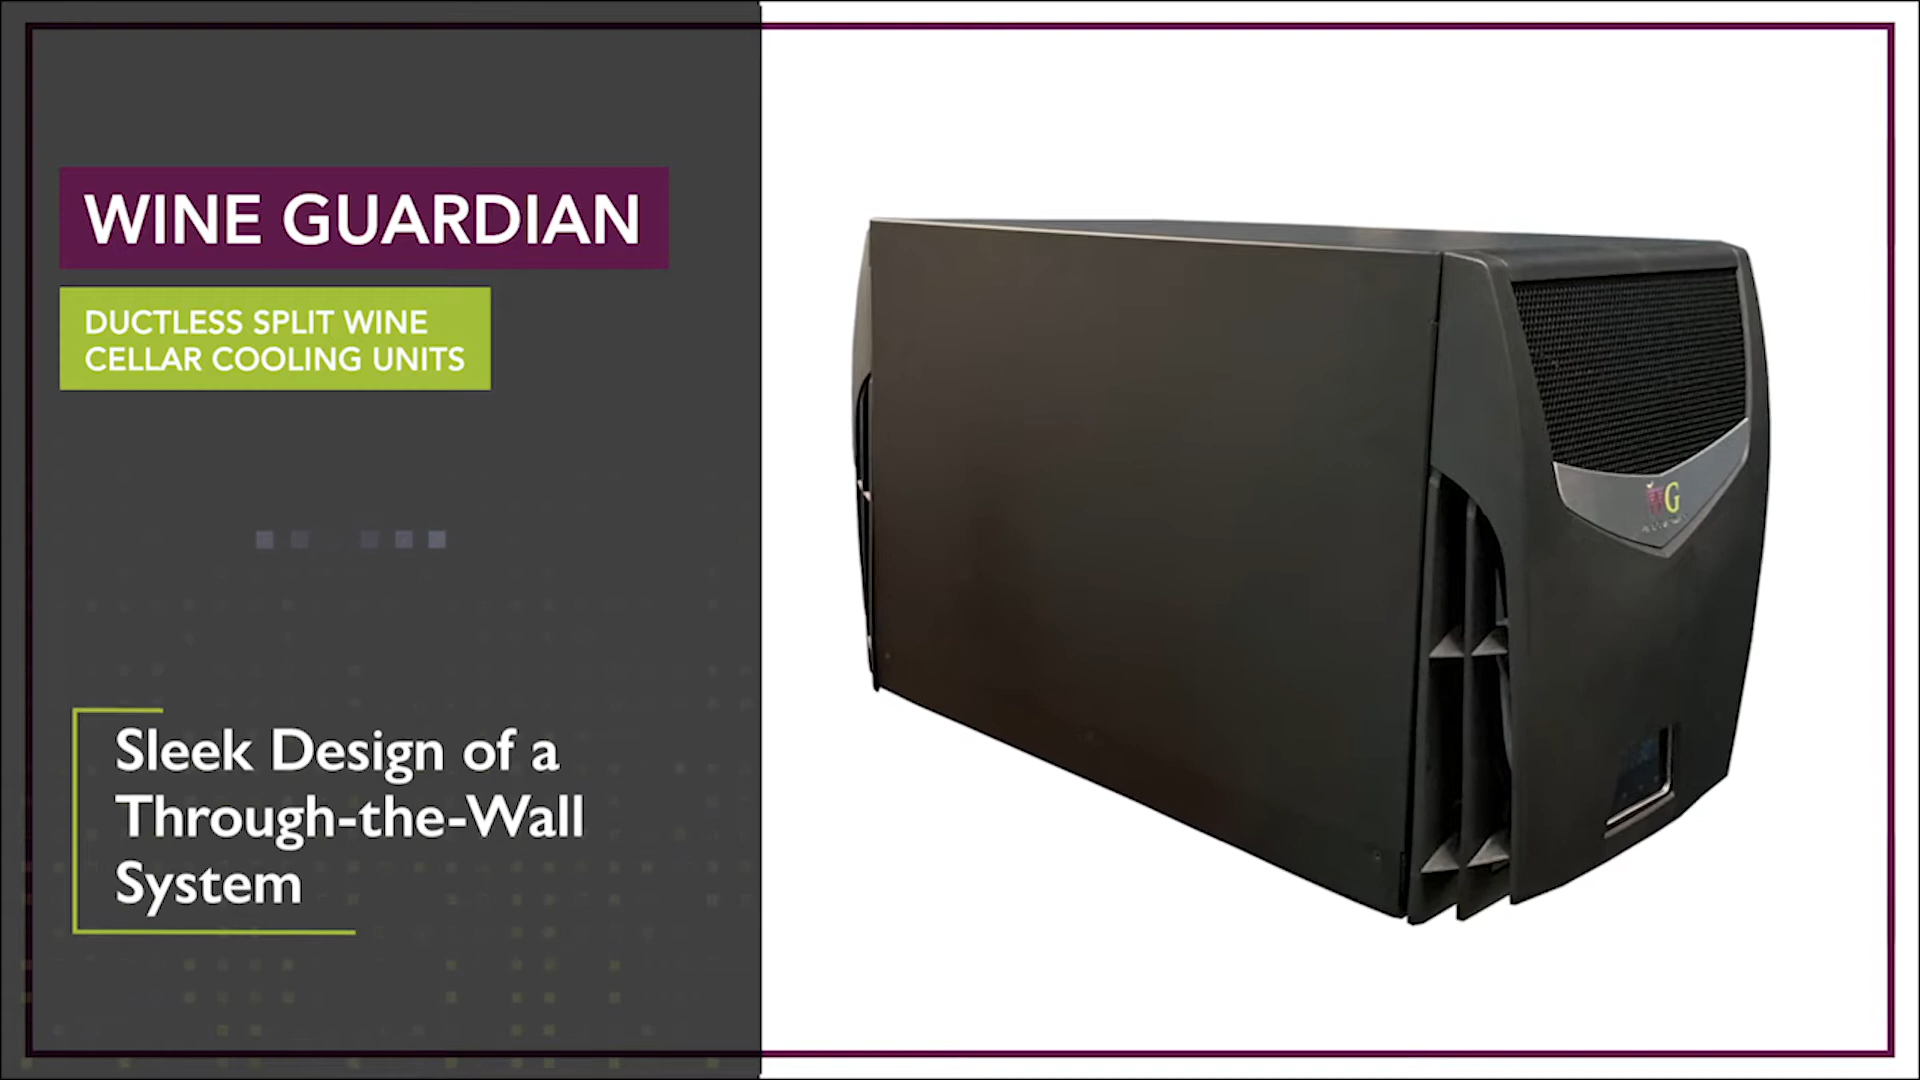 WINE GUARDIAN
DUCTLESS SPLIT WINE
CELLAR COOLING UNITS
Sleek Design of a
Through-the-Wall
System
WG